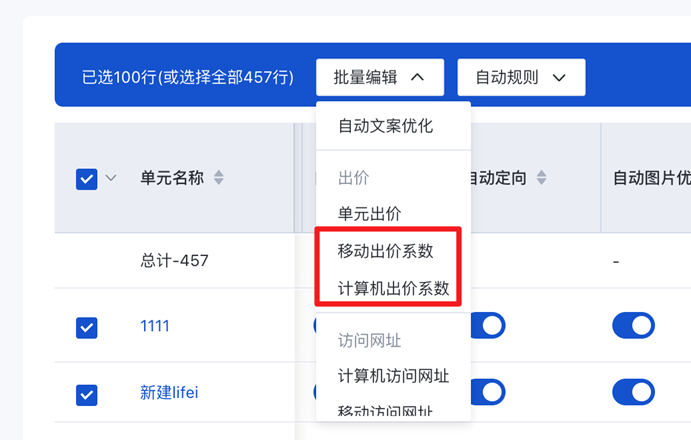 已选100行(或选择全部457行)
批量编辑
自动规则
自动文案优化
出价
单元出价
移动出价系数
计算机出价系数
访问网址
计算机访问网址
移动访问网址
单元名称
自动定向
自动图片优
总计-457
-
1111
新建lifei